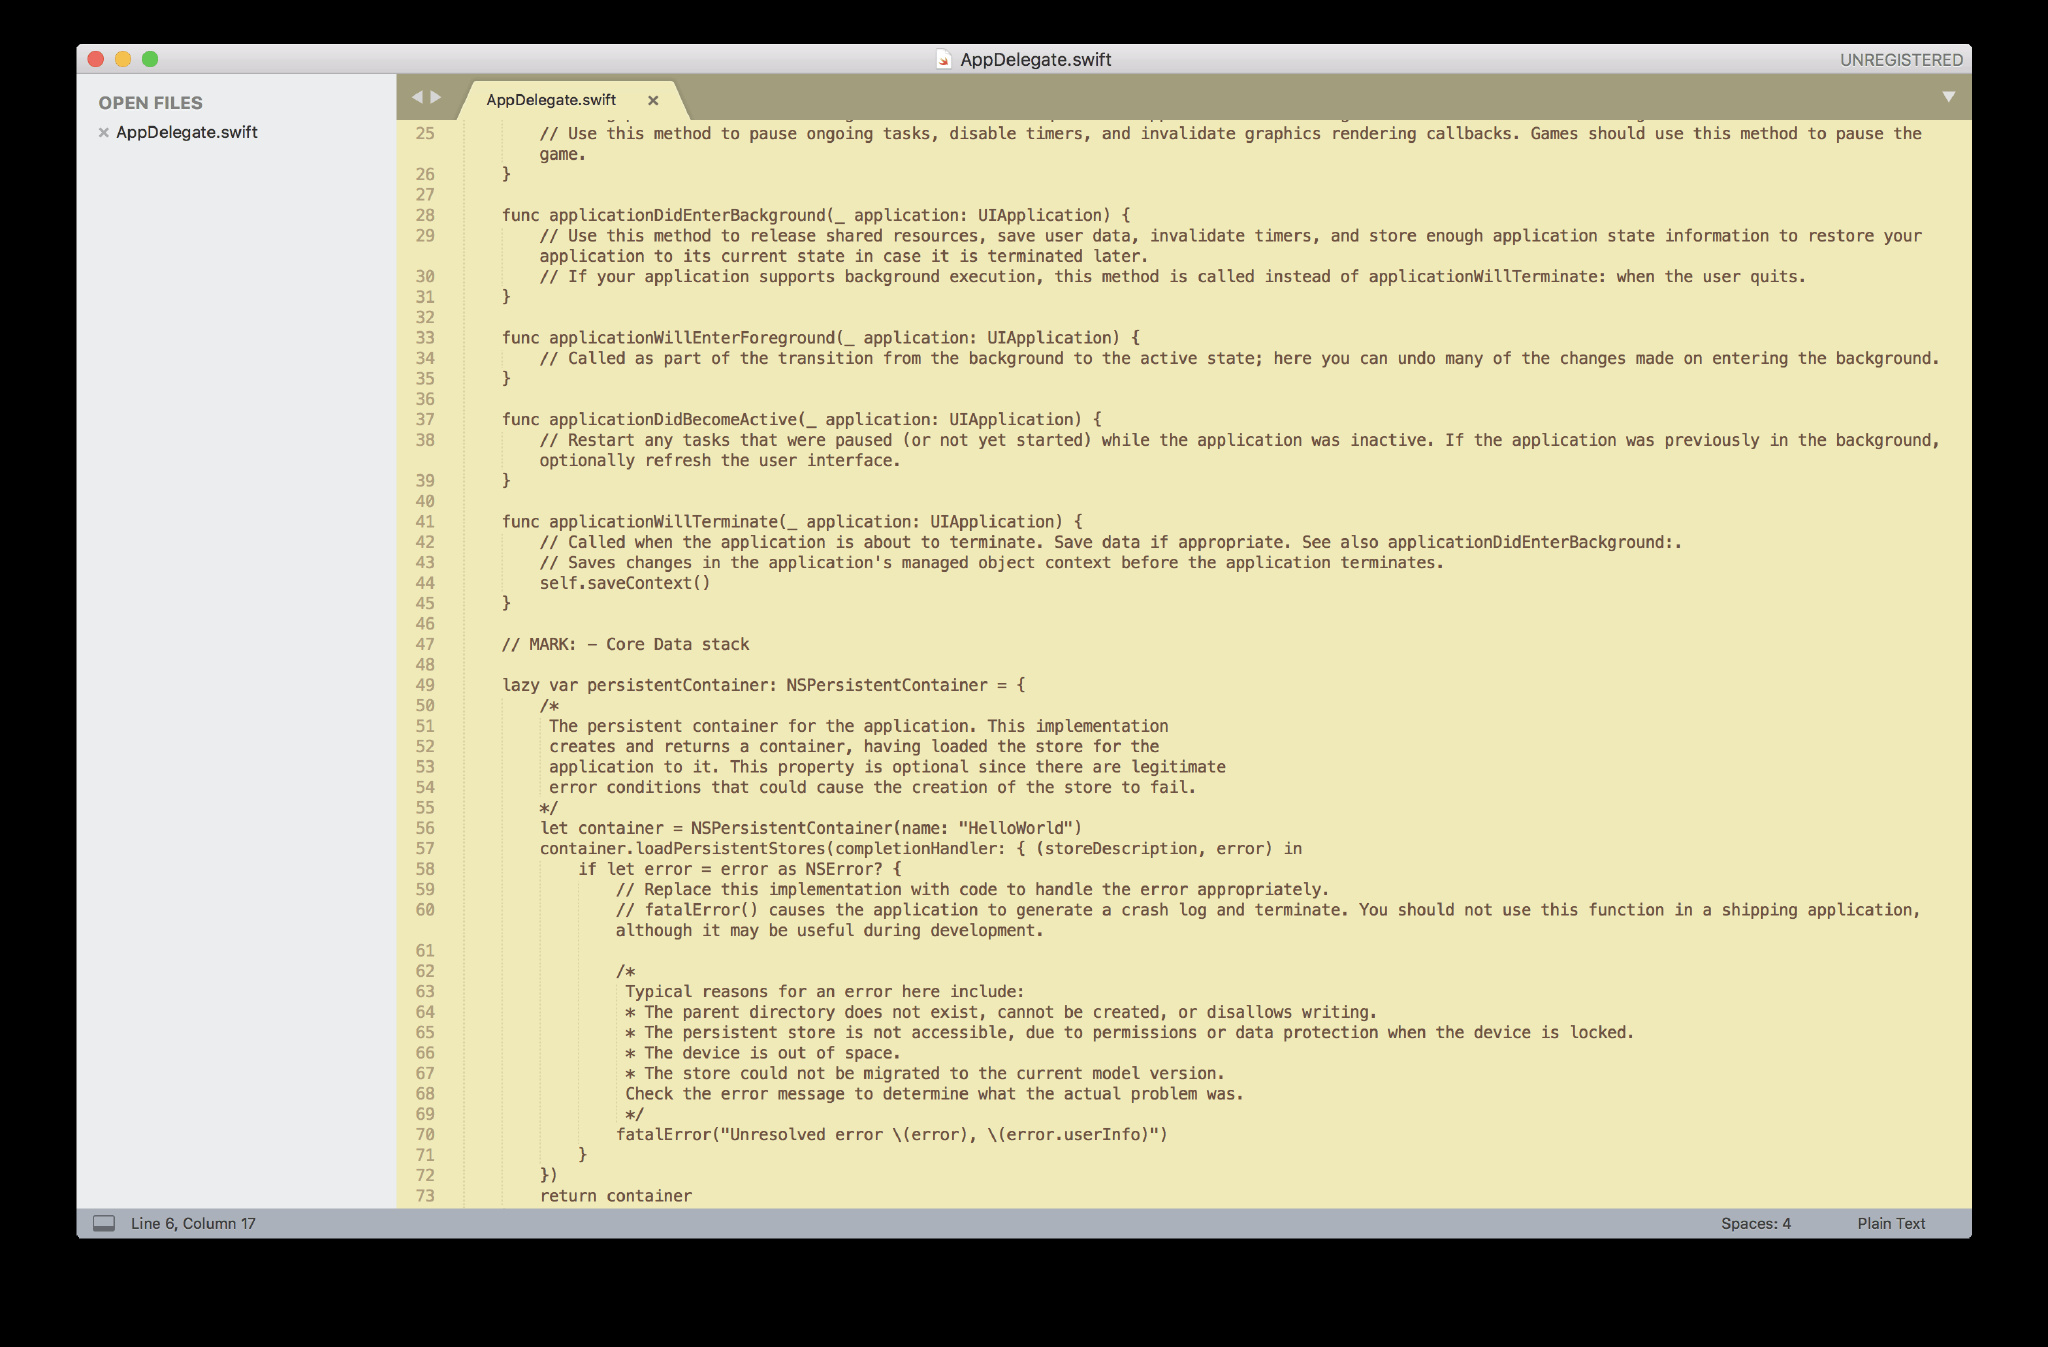 AppDelegate.swift
UNREGISTERED
OPEN FILES
AppDelegate.swift
AppDelegate.swift
25 // Use this method to pause ongoing tasks, disable timers, and invalidate graphics rendering callbacks. Games should use this method to pause the
game.
26 }
27
28 func applicationDidEnterBackground(_ application: UIApplication) {
29 // Use this method to release shared resources, save user data, invalidate timers, and store enough application state information to restore your
application to its current state in case it is terminated later.
30 // If your application supports background execution, this method is called instead of applicationWillTerminate: when the user quits.
31 }
32
33 func applicationWillEnterForeground(_ application: UIApplication) {
34 // Called as part of the transition from the background to the active state; here you can undo many of the changes made on entering the background.
35 }
36
37 func applicationDidBecomeActive(_ application: UIApplication) {
38 // Restart any tasks that were paused (or not yet started) while the application was inactive. If the application was previously in the background,
optionally refresh the user interface.
39 }
40
41 func applicationWillTerminate(_ application: UIApplication) {
42 // Called when the application is about to terminate. Save data if appropriate. See also applicationDidEnterBackground:.
43 // Saves changes in the application's managed object context before the application terminates.
44 self.saveContext()
45 }
46
47 // MARK: - Core Data stack
48
49 lazy var persistentContainer: NSPersistentContainer = {
50 /*
51 The persistent container for the application. This implementation
52 creates and returns a container, having loaded the store for the
53 application to it. This property is optional since there are legitimate
54 error conditions that could cause the creation of the store to fail.
55 */
56 let container = NSPersistentContainer(name: "HelloWorld")
57 container.loadPersistentStores(completionHandler: { (storeDescription, error) in
58 if let error = error as NSError? {
59 // Replace this implementation with code to handle the error appropriately.
60 // fatalError() causes the application to generate a crash log and terminate. You should not use this function in a shipping application,
although it may be useful during development.
61
62 /*
63 Typical reasons for an error here include:
64 * The parent directory does not exist, cannot be created, or disallows writing.
65 * The persistent store is not accessible, due to permissions or data protection when the device is locked.
66 * The device is out of space.
67 * The store could not be migrated to the current model version.
68 Check the error message to determine what the actual problem was.
69 */
70 fatalError("Unresolved error \(error), \(error.userInfo)")
71 }
72 })
73 return container
Line 6, Column 17
Spaces: 4
Plain Text